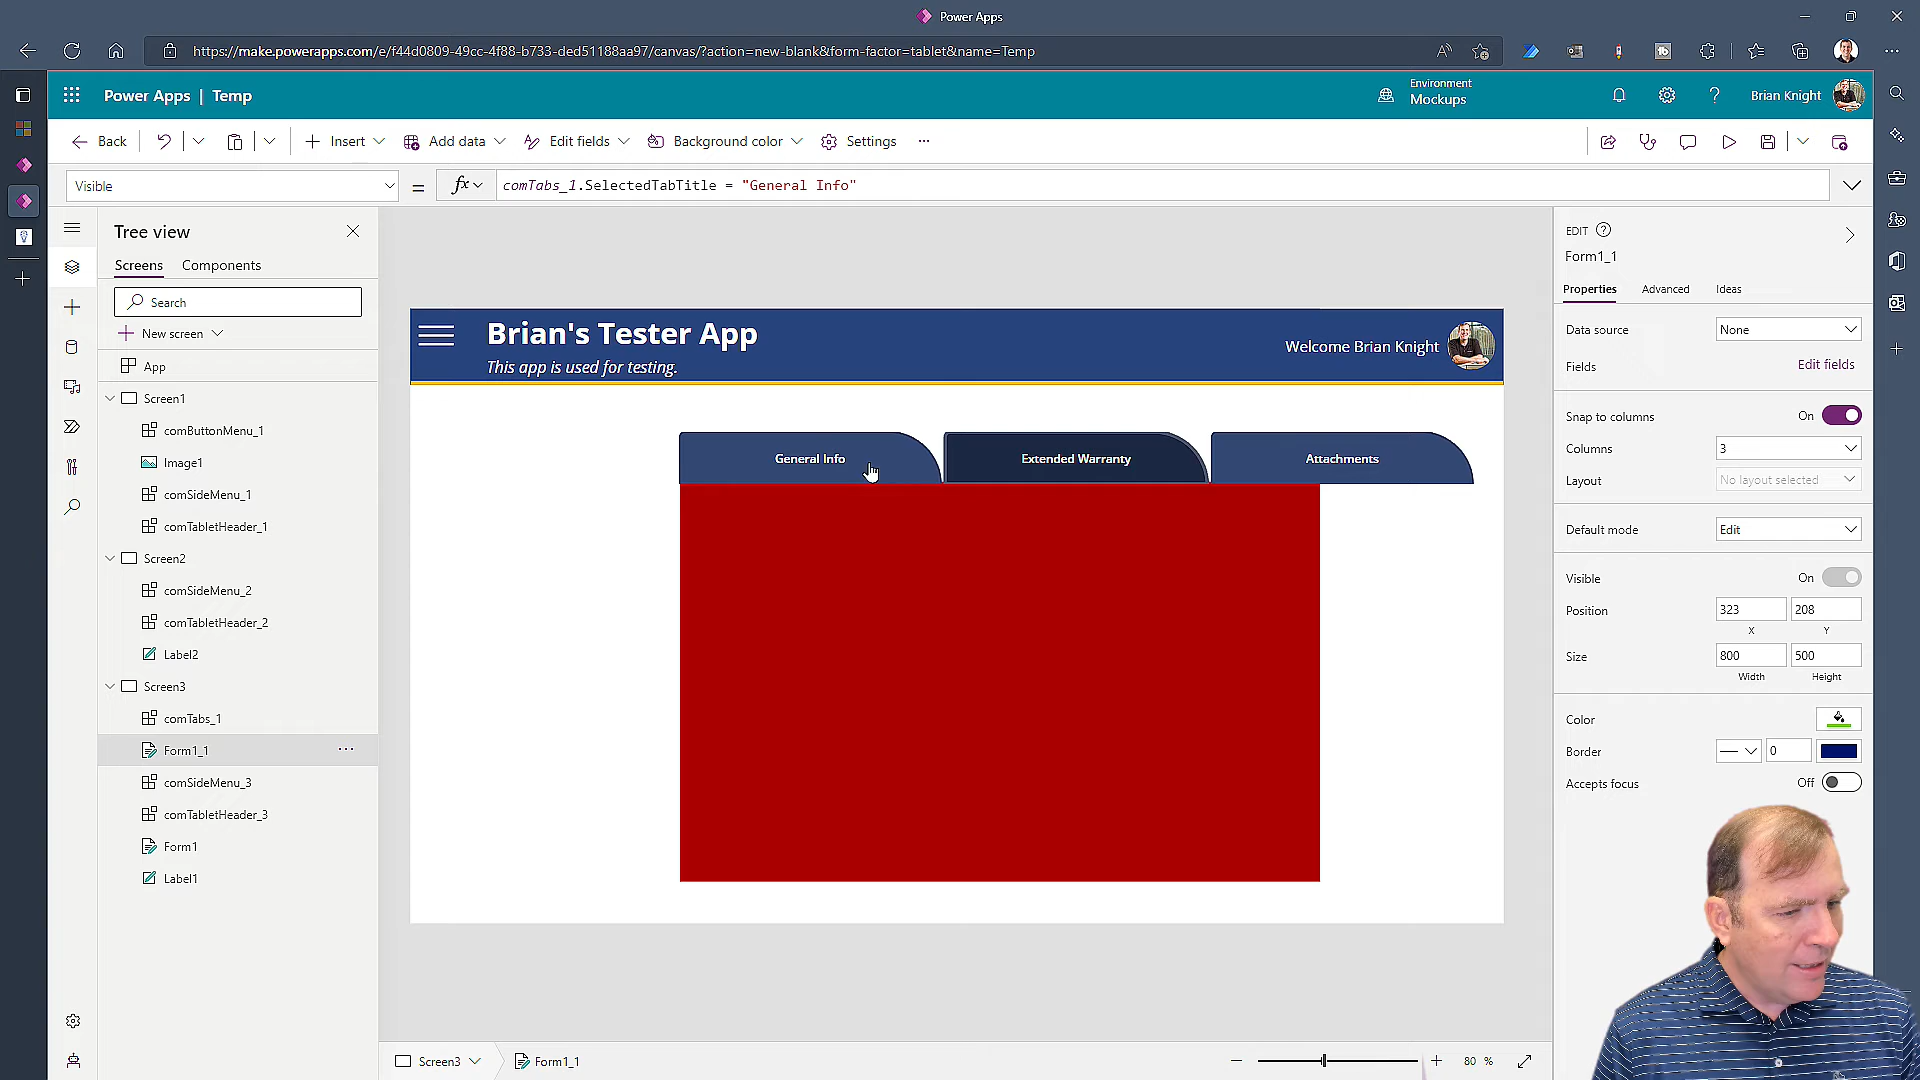 Power Apps
https://make.powerapps.com/e/f44d0809-49cc-4f88-b733-ded51188aa97/canvas/?action=new-blank&form-factor=tablet&name=Temp
Power Apps | Temp
Environment
Mockups
Brian Knight
Back
Insert
Add data
Edit fields
Background color
Settings
Visible
= fx comTabs_1.SelectedTabTitle = "General Info"
Tree view
Screens Components
Search
New screen
App
Screen1
comButtonMenu_1
Image1
comSideMenu_1
comTabletHeader_1
Screen2
comSideMenu_2
comTabletHeader_2
Label2
Screen3
comTabs_1
Form1_1
comSideMenu_3
comTabletHeader_3
Form1
Label1
Brian's Tester App
This app is used for testing.
Welcome Brian Knight
General Info
Extended Warranty
Attachments
EDIT
Form1_1
Properties Advanced Ideas
Data source None
Fields Edit fields
Snap to columns On
Columns 3
Layout No layout selected
Default mode Edit
Visible On
Position 323 208
X Y
Size 800 500
Width Height
Color
Border 0
Accepts focus Off
Screen3 Form1_1
80 %